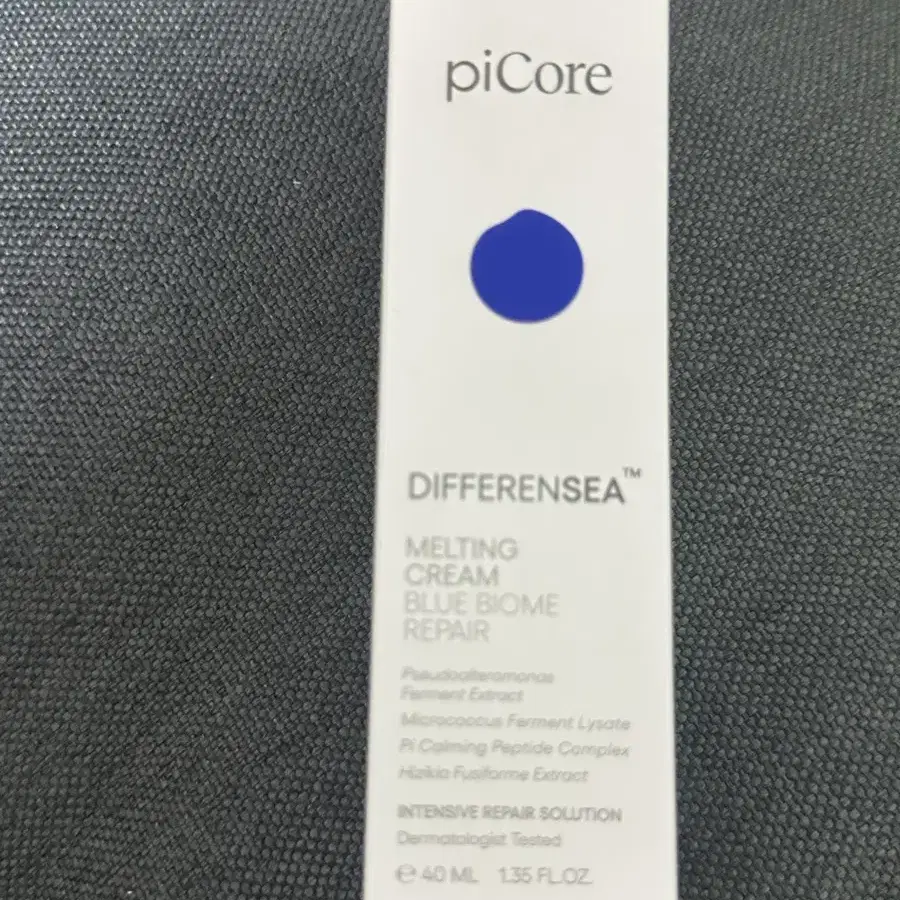 piCore
DIFFERENSEA™
MELTING
CREAM
BLUE BIOME
REPAIR
Pseudoalteromonas
Ferment Extract
Micrococcus Ferment Lysate
Pi Calming Peptide Complex
Hizikia Fusiforme Extract
INTENSIVE REPAIR SOLUTION
Dermatologist Tested
℮ 40 ML 1.35 FL.OZ.